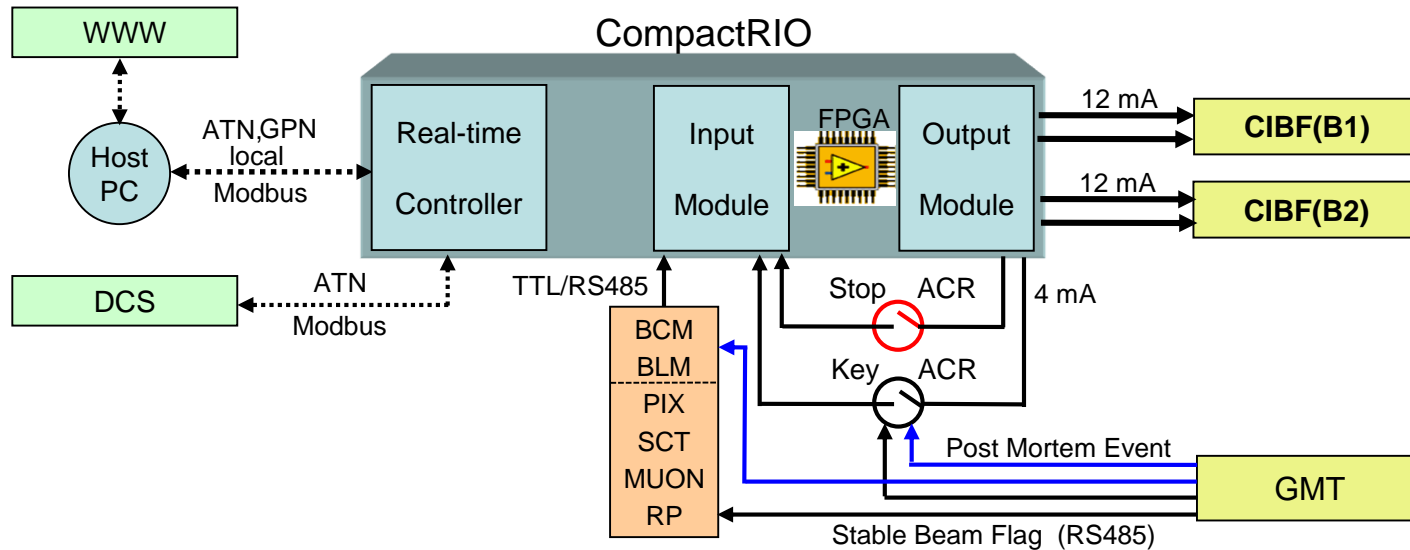 WWW
CompactRIO
Host
PC
ATN,GPN
local
Modbus
Real-time
Controller
Input
Module
FPGA
Output
Module
12 mA
CIBF(B1)
12 mA
CIBF(B2)
DCS
ATN
Modbus
TTL/RS485
Stop
ACR
4 mA
BCM
BLM
PIX
SCT
MUON
RP
Key
ACR
Post Mortem Event
GMT
Stable Beam Flag (RS485)